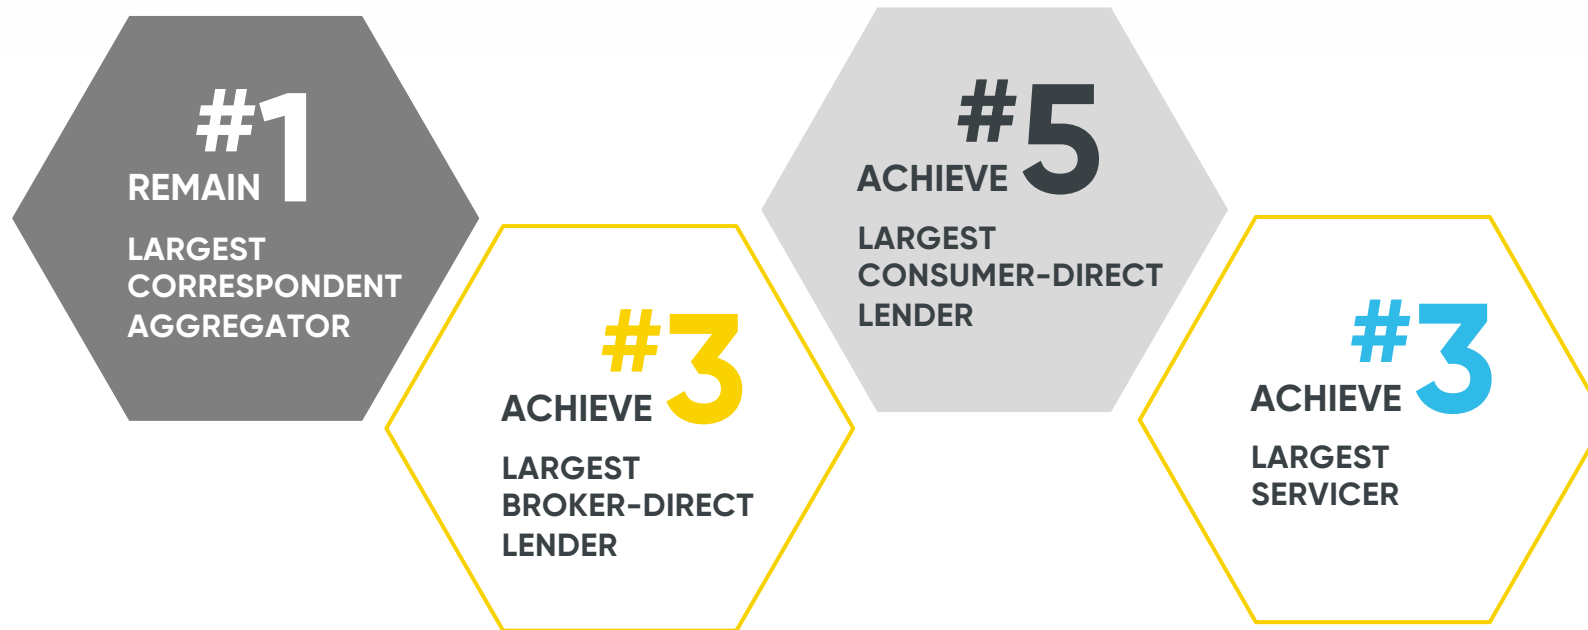 #1
REMAIN
LARGEST
CORRESPONDENT
AGGREGATOR
#3
ACHIEVE
LARGEST
BROKER-DIRECT
LENDER
#5
ACHIEVE
LARGEST
CONSUMER-DIRECT
LENDER
#3
ACHIEVE
LARGEST
SERVICER